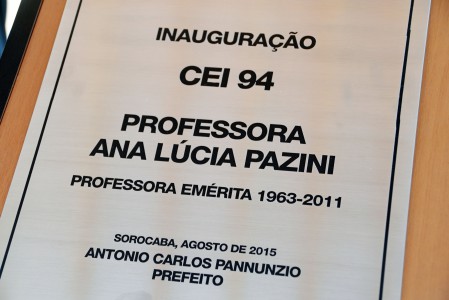 INAUGURAÇÃO
CEI 94
PROFESSORA
ANA LÚCIA PAZINI
PROFESSORA EMÉRITA 1963-2011
SOROCABA, AGOSTO DE 2015
ANTONIO CARLOS PANNUNZIO
PREFEITO